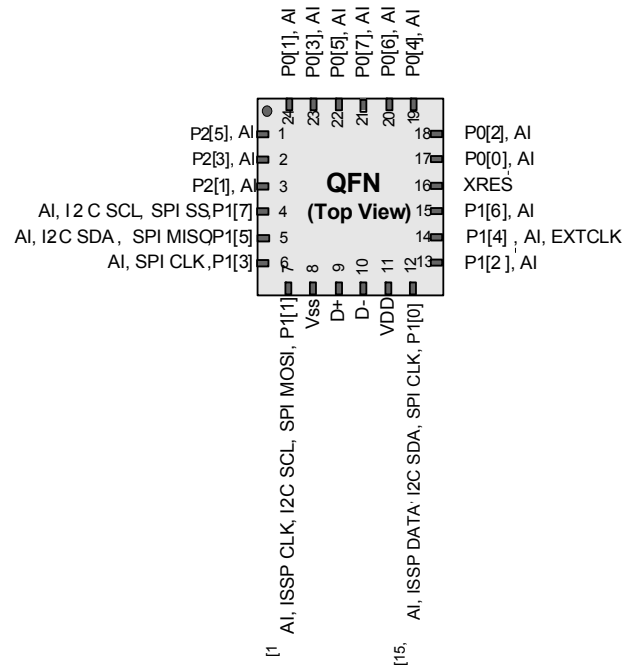 P0[1], AI
P0[3], AI
P0[5], AI
P0[7], AI
P0[6], AI
P0[4], AI
24
23
22
21
20
19
P2[5], AI 1
P2[3], AI 2
P2[1], AI 3
AI, I2 C SCL, SPI SS,P1[7] 4
AI, I2C SDA , SPI MISO,P1[5] 5
AI, SPI CLK,P1[3] 6
QFN
(Top View)
18 P0[2], AI
17 P0[0], AI
16 XRES
15 P1[6], AI
14 P1[4] , AI, EXTCLK
13 P1[2], AI
7
8
9
10
11
12
AI, ISSP CLK, I2C SCL, SPI MOSI, P1[1]
Vss
D+
D-
VDD
AI, ISSP DATA, I2C SDA, SPI CLK, P1[0]
[1
[15,